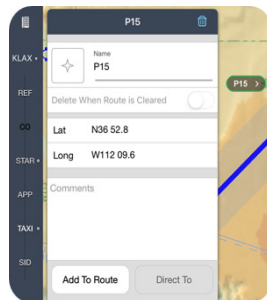 P15
KLAX
Name
P15
P15 >
REF
Delete When Route is Cleared
CO
Lat N36 52.8
Long W112 09.6
STAR
Comments
APP
TAXI
SID
Add To Route Direct To